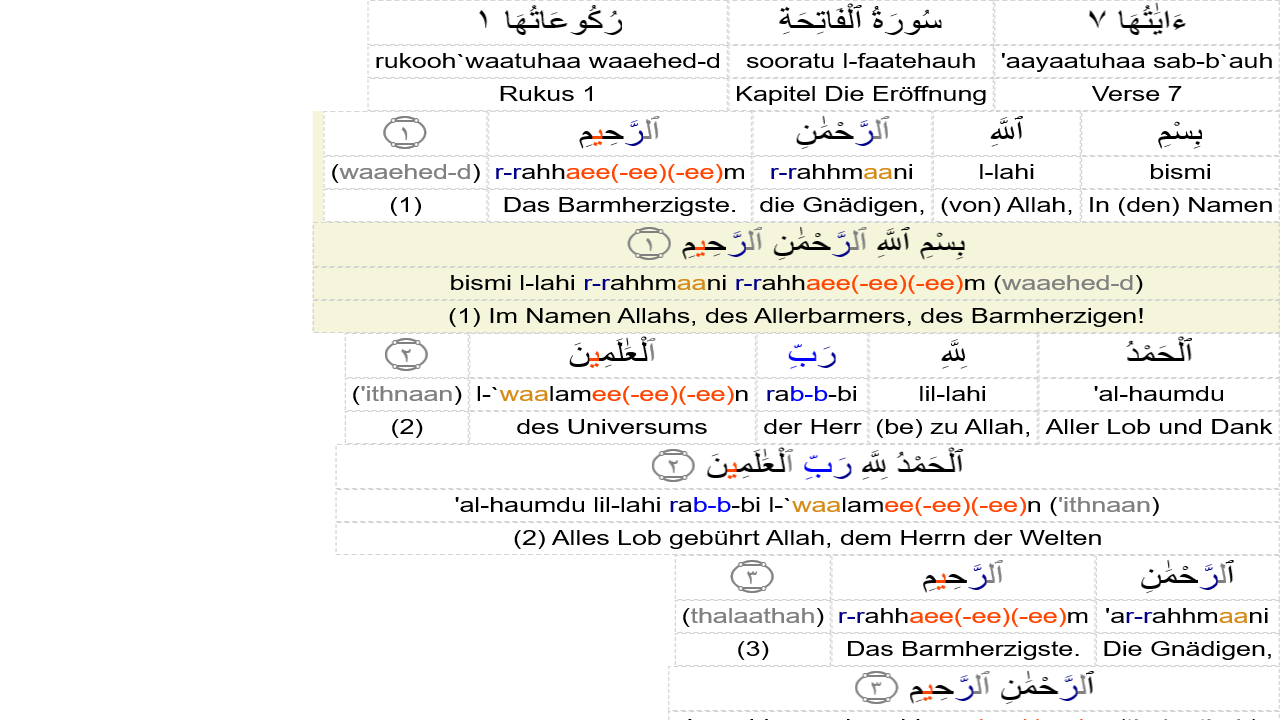 ءَايَٰتُهَا ٧ سُورَةُ ٱلْفَاتِحَةِ رُكُوعَاتُهَا ١
'aayaatuhaa sab-b`auh sooratu l-faatehauh rukooh`waatuhaa waaehed-d
Verse 7 Kapitel Die Eröffnung Rukus 1
بِسْمِ ٱللَّهِ ٱلرَّحْمَٰنِ ٱلرَّحِيمِ ١
bismi l-lahi r-rahhmaani r-rahhaee(-ee)(-ee)m (waaehed-d)
In (den) Namen (von) Allah, die Gnädigen, Das Barmherzigste. (1)
بِسْمِ ٱللَّهِ ٱلرَّحْمَٰنِ ٱلرَّحِيمِ ١
bismi l-lahi r-rahhmaani r-rahhaee(-ee)(-ee)m (waaehed-d)
(1) Im Namen Allahs, des Allerbarmers, des Barmherzigen!
ٱلْحَمْدُ لِلَّهِ رَبِّ ٱلْعَٰلَمِينَ ٢
'al-haumdu lil-lahi rab-b-bi l-`waalamee(-ee)(-ee)n ('ithnaan)
Aller Lob und Dank (be) zu Allah, der Herr des Universums (2)
ٱلْحَمْدُ لِلَّهِ رَبِّ ٱلْعَٰلَمِينَ ٢
'al-haumdu lil-lahi rab-b-bi l-`waalamee(-ee)(-ee)n ('ithnaan)
(2) Alles Lob gebührt Allah, dem Herrn der Welten
ٱلرَّحْمَٰنِ ٱلرَّحِيمِ ٣
'ar-rahhmaani r-rahhaee(-ee)(-ee)m (thalaathah)
Die Gnädigen, Das Barmherzigste. (3)
ٱلرَّحْمَٰنِ ٱلرَّحِيمِ ٣